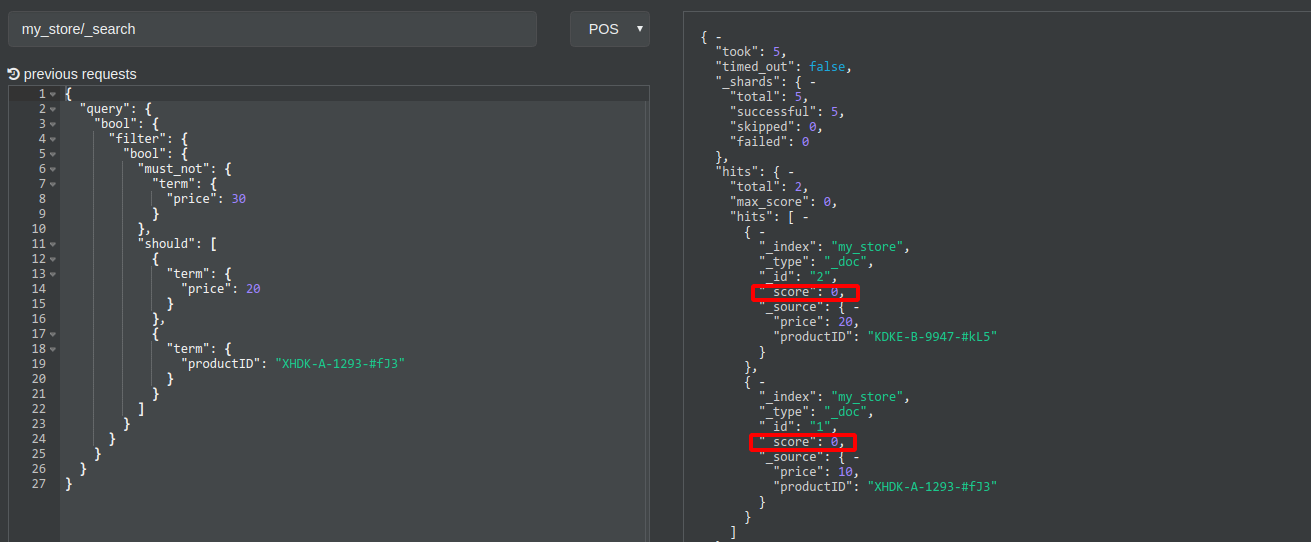 my_store/_search
POS
previous requests
1 {
2 "query": {
3 "bool": {
4 "filter": {
5 "bool": {
6 "must_not": {
7 "term": {
8 "price": 30
9 }
10 },
11 "should": [
12 {
13 "term": {
14 "price": 20
15 }
16 },
17 {
18 "term": {
19 "productID": "XHDK-A-1293-#fJ3"
20 }
21 }
22 ]
23 }
24 }
25 }
26 }
27 }
{ -
"took": 5,
"timed_out": false,
"_shards": { -
"total": 5,
"successful": 5,
"skipped": 0,
"failed": 0
},
"hits": { -
"total": 2,
"max_score": 0,
"hits": [ -
{ -
"_index": "my_store",
"_type": "_doc",
"_id": "2",
"_score": 0,
"_source": { -
"price": 20,
"productID": "KDKE-B-9947-#kL5"
}
},
{ -
"_index": "my_store",
"_type": "_doc",
"_id": "1",
"_score": 0,
"_source": { -
"price": 10,
"productID": "XHDK-A-1293-#fJ3"
}
}
]